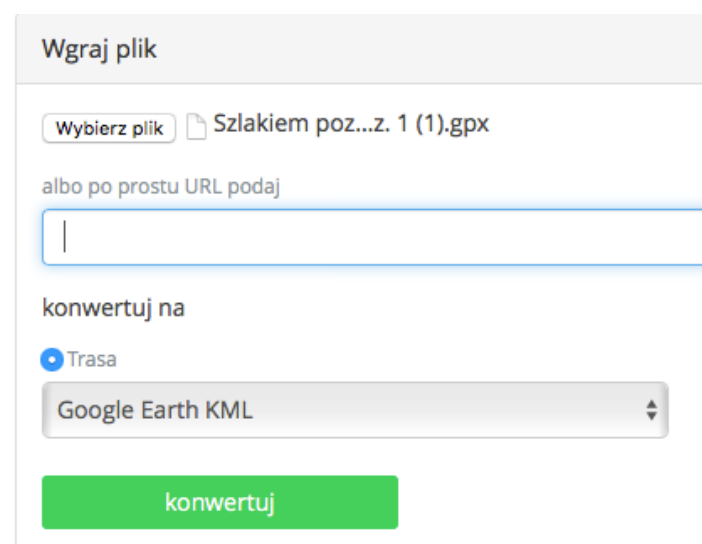 Wgraj plik
Wybierz plik Szlakiem poz...z. 1 (1).gpx
albo po prostu URL podaj
konwertuj na
Trasa
Google Earth KML
konwertuj